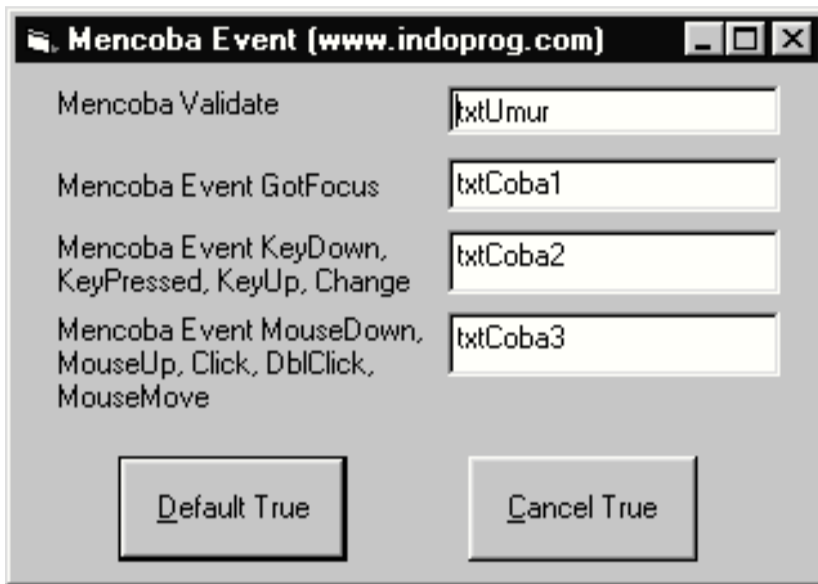 Mencoba Event (www.indoprog.com)
Mencoba Validate
txtUmur
Mencoba Event GotFocus
txtCoba1
Mencoba Event KeyDown,
KeyPressed, KeyUp, Change
txtCoba2
Mencoba Event MouseDown,
MouseUp, Click, DblClick,
MouseMove
txtCoba3
Default True
Cancel True